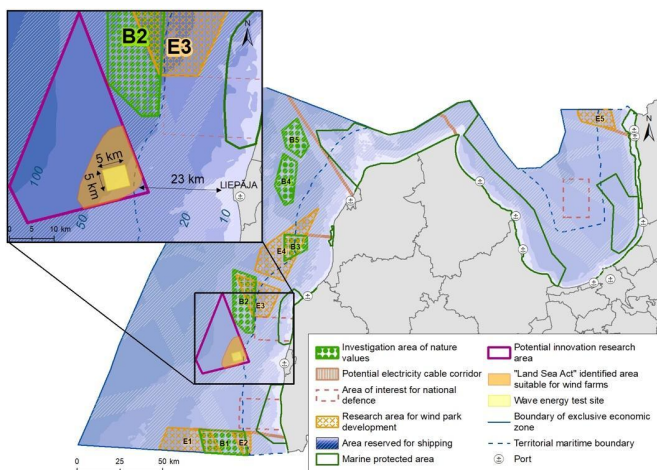 B2
E3
N
5 km
5 km
23 km
LIEPĀJA
100
50
20
10
0 5 10 km
N
E5
B5
B4
B3
E4
B2
E3
E1
B1
E2
0 25 50 km
Investigation area of nature
values
Potential electricity cable corridor
Area of interest for national
defence
Research area for wind park
development
Area reserved for shipping
Marine protected area
Potential innovation research
area
"Land Sea Act" identified area
suitable for wind farms
Wave energy test site
Boundary of exclusive economic
zone
Territorial maritime boundary
Port